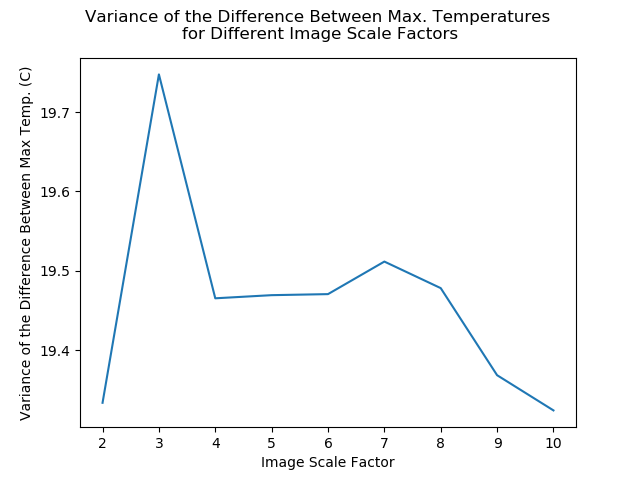 Variance of the Difference Between Max. Temperatures
for Different Image Scale Factors
Variance of the Difference Between Max Temp. (C)
19.7
19.6
19.5
19.4
2 3 4 5 6 7 8 9 10
Image Scale Factor